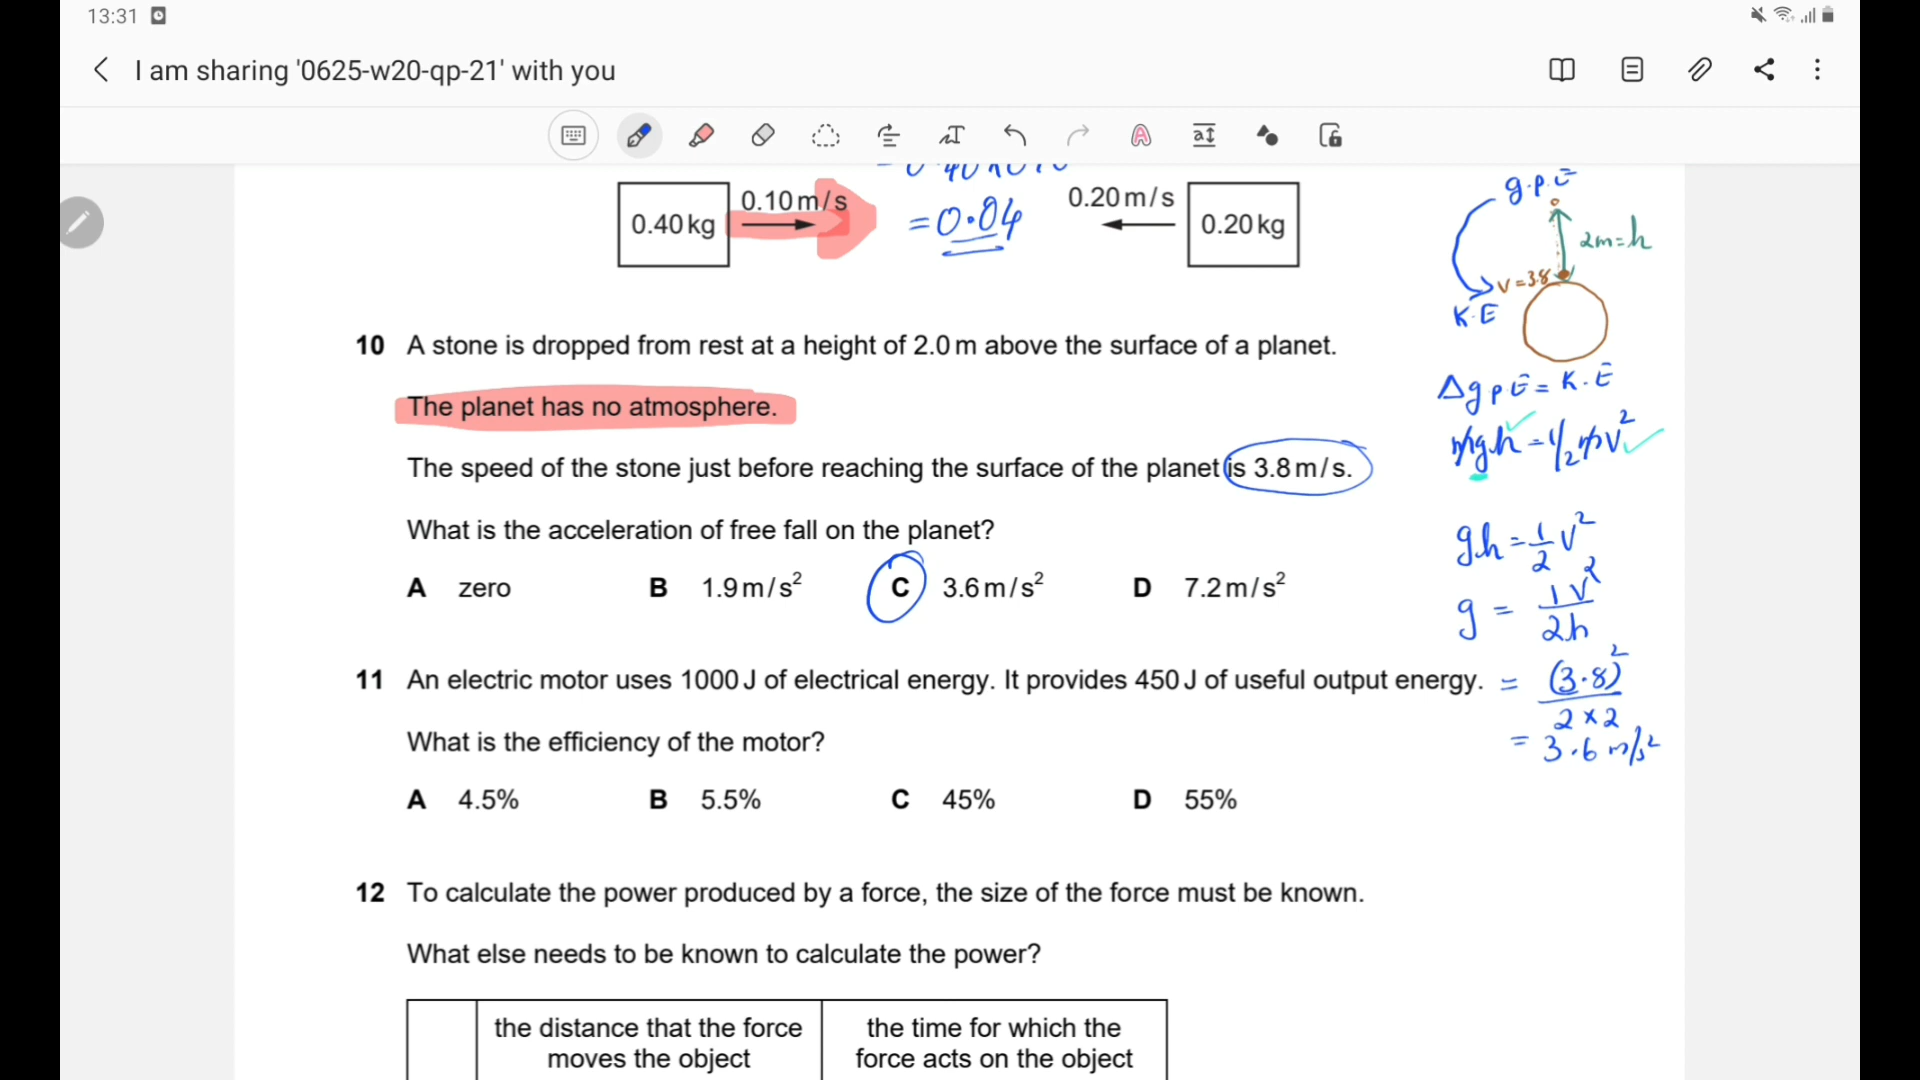 13:31
I am sharing '0625-w20-qp-21' with you
0.40 kg
0.10 m/s
= 0.04
0.20 m/s
0.20 kg
g.p.E
2m=h
V=3.8
K.E
10 A stone is dropped from rest at a height of 2.0 m above the surface of a planet.
The planet has no atmosphere.
The speed of the stone just before reaching the surface of the planet is 3.8 m/s.
What is the acceleration of free fall on the planet?
A zero B 1.9 m/s² C 3.6 m/s² D 7.2 m/s²
ΔgpE = K.E
mgh = 1/2 mv²
gh = 1/2 v²
g = 1v²/2h
= (3.8)²/2×2
= 3.6 m/s²
11 An electric motor uses 1000 J of electrical energy. It provides 450 J of useful output energy.
What is the efficiency of the motor?
A 4.5% B 5.5% C 45% D 55%
12 To calculate the power produced by a force, the size of the force must be known.
What else needs to be known to calculate the power?
the distance that the force
moves the object
the time for which the
force acts on the object